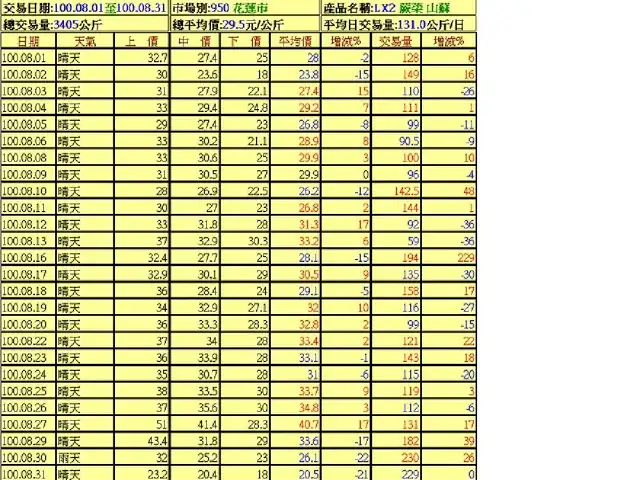 交易日期:100.08.01至100.08.31 市場別:950 花蓮市 產品名稱:LX2 蕨類 山蘇
總交易量:3405公斤 總平均價:29.5元/公斤 平均日交易量:131.0公斤/日
日期 天氣 上 價 中 價 下 價 平均價 增減% 交易量 增減%
100.08.01 晴天 32.7 27.4 25 28 -2 128 6
100.08.02 晴天 30 23.6 18 23.8 -15 149 16
100.08.03 晴天 31 27.9 22.1 27.4 15 110 -26
100.08.04 晴天 33 29.4 24.8 29.2 7 111 1
100.08.05 晴天 29 27.4 23 26.8 -8 99 -11
100.08.06 晴天 33 30.2 21.1 28.9 8 90.5 -9
100.08.08 晴天 33 30.6 25 29.9 3 100 10
100.08.09 晴天 31 30.5 27 29.9 0 96 -4
100.08.10 晴天 28 26.9 22.5 26.2 -12 142.5 48
100.08.11 晴天 30 27 23 26.8 2 144 1
100.08.12 晴天 33 31.8 28 31.3 17 92 -36
100.08.13 晴天 37 32.9 30.3 33.2 6 59 -36
100.08.16 晴天 32.4 27.7 25 28.1 -15 194 229
100.08.17 晴天 32.9 30.1 29 30.5 9 135 -30
100.08.18 晴天 36 28.4 24 29.1 -5 158 17
100.08.19 晴天 34 32.9 27.1 32 10 116 -27
100.08.20 晴天 36 33.3 28.3 32.8 2 99 -15
100.08.22 晴天 37 34 28 33.4 2 121 22
100.08.23 晴天 36 33.9 28 33.1 -1 143 18
100.08.24 晴天 35 30.7 28 31 -6 115 -20
100.08.25 晴天 38 33.5 30 33.7 9 119 3
100.08.26 晴天 37 35.6 30 34.8 3 112 -6
100.08.27 晴天 51 41.4 28.3 40.7 17 131 17
100.08.29 晴天 43.4 31.8 29 33.6 -17 182 39
100.08.30 雨天 32 25.2 23 26.1 -22 230 26
100.08.31 晴天 23.2 20.4 18 20.5 -21 229 0